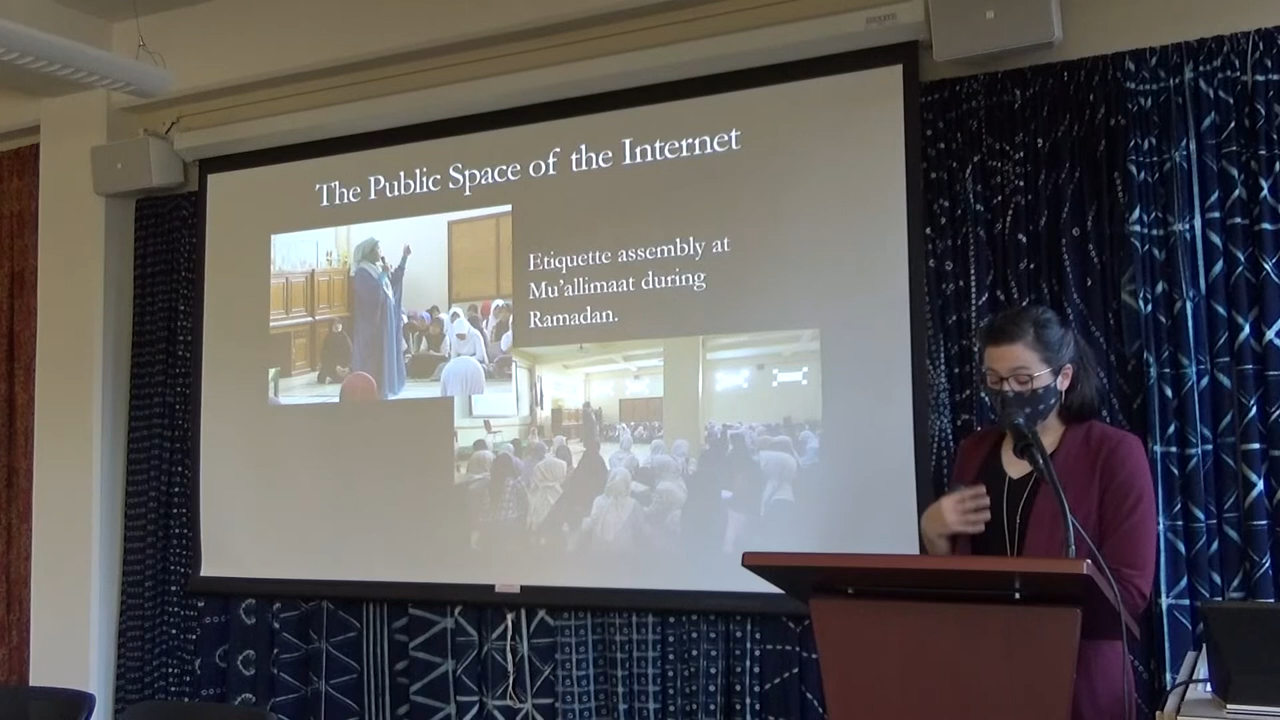 The Public Space of the Internet
Etiquette assembly at
Mu'allimaat during
Ramadan.